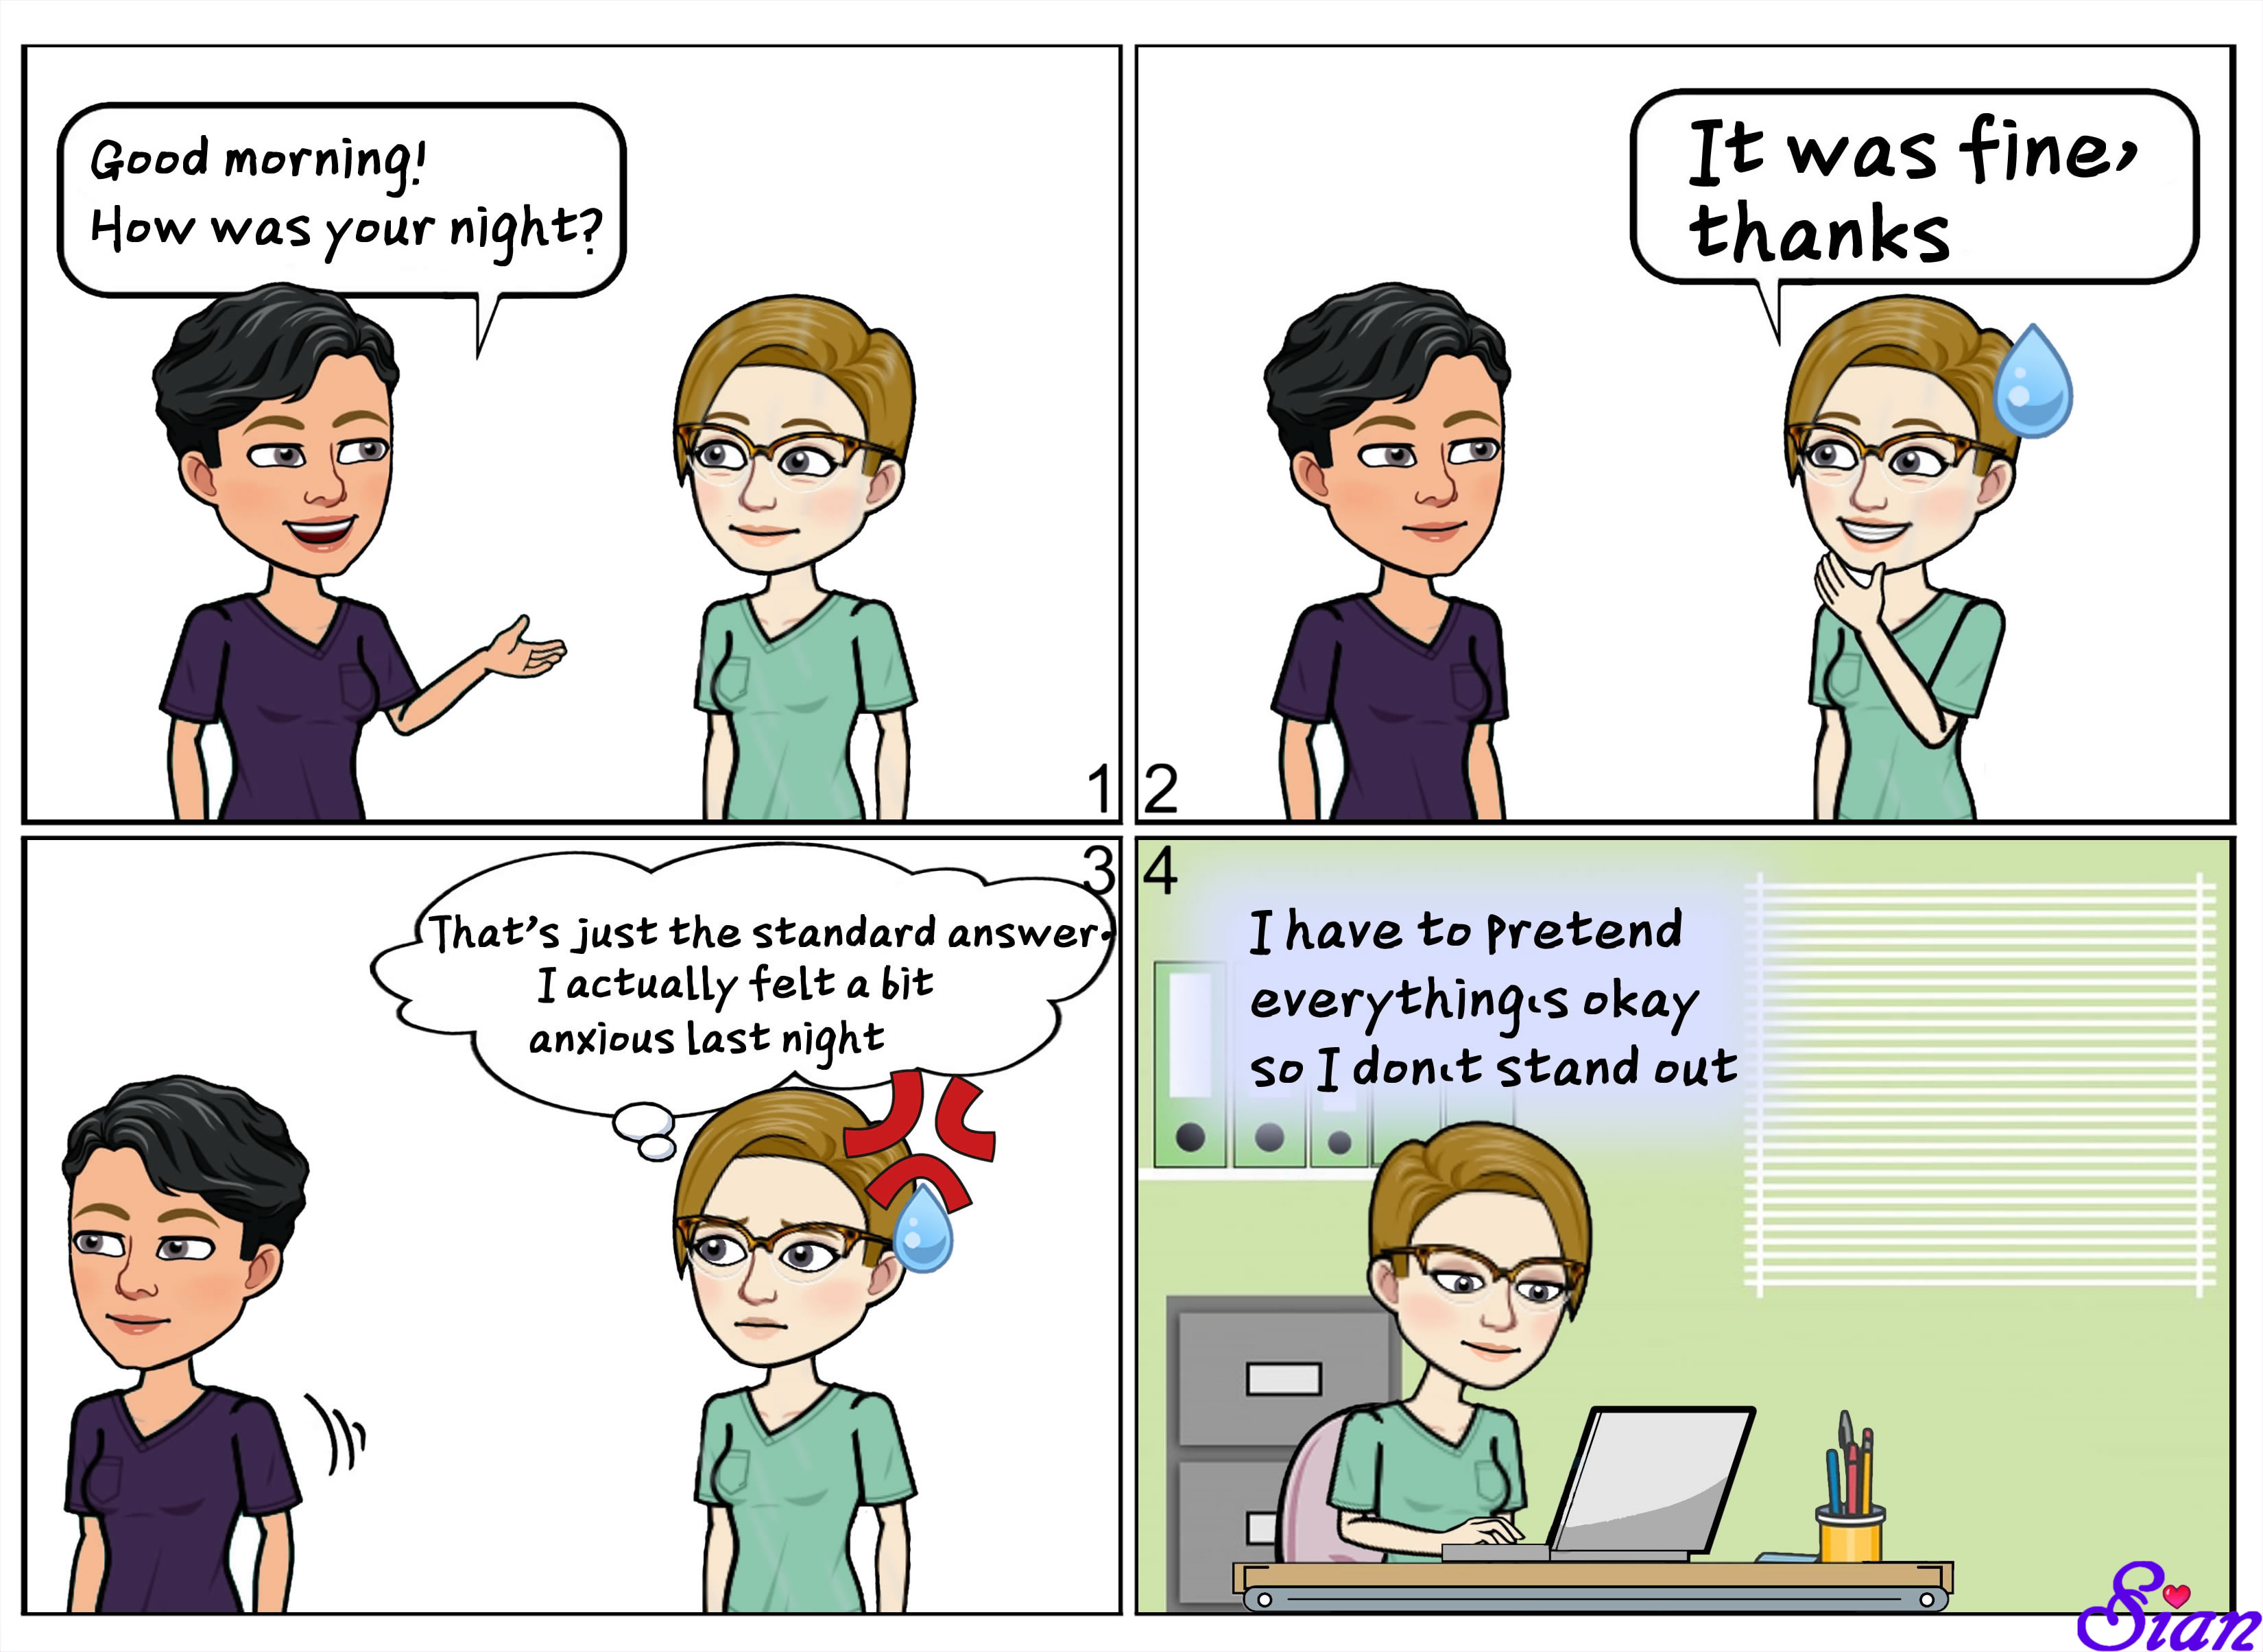 Good morning!
How was your night?
1
It was fine,
thanks
2
3
That's just the standard answer.
I actually felt a bit
anxious last night
4
I have to pretend
everything's okay
so I don't stand out
Sian